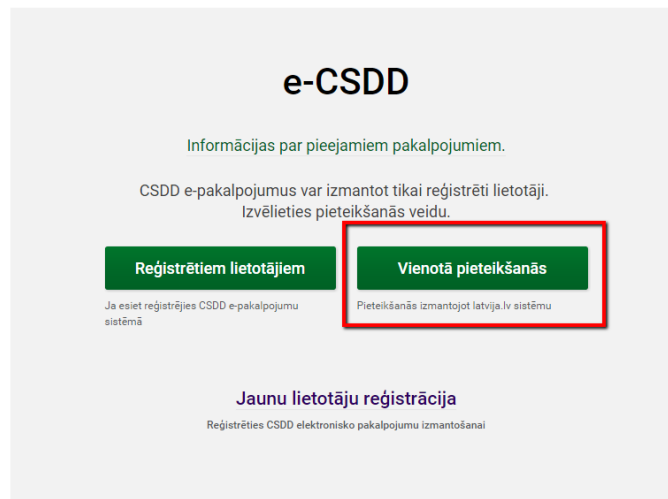 e-CSDD
Informācijas par pieejamiem pakalpojumiem.
CSDD e-pakalpojumus var izmantot tikai reģistrēti lietotāji.
Izvēlieties pieteikšanās veidu.
Reģistrētiem lietotājiem
Vienotā pieteikšanās
Ja esiet reģistrējies CSDD e-pakalpojumu
sistēmā
Pieteikšanās izmantojot latvija.lv sistēmu
Jaunu lietotāju reģistrācija
Reģistrēties CSDD elektronisko pakalpojumu izmantošanai